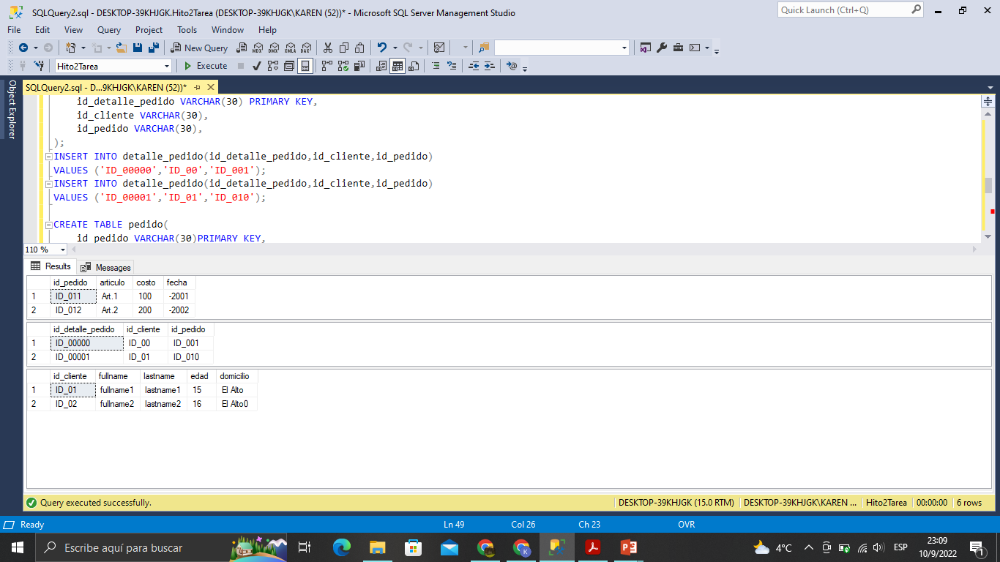 SQLQuery2.sql - DESKTOP-39KHJGK.Hito2Tarea (DESKTOP-39KHJGK\KAREN (52))* - Microsoft SQL Server Management Studio
Quick Launch (Ctrl+Q)
File Edit View Query Project Tools Window Help
New Query
MDX DMX XMLA DAX
Hito2Tarea
Execute
SQLQuery2.sql - D...9KHJGK\KAREN (52))*
Object Explorer
id_detalle_pedido VARCHAR(30) PRIMARY KEY,
id_cliente VARCHAR(30),
id_pedido VARCHAR(30),
);
INSERT INTO detalle_pedido(id_detalle_pedido,id_cliente,id_pedido)
VALUES ('ID_00000','ID_00','ID_001');
INSERT INTO detalle_pedido(id_detalle_pedido,id_cliente,id_pedido)
VALUES ('ID_00001','ID_01','ID_010');
CREATE TABLE pedido(
id_pedido VARCHAR(30)PRIMARY KEY,
110 %
Results Messages
id_pedido articulo costo fecha
1 ID_011 Art.1 100 -2001
2 ID_012 Art.2 200 -2002
id_detalle_pedido id_cliente id_pedido
1 ID_00000 ID_00 ID_001
2 ID_00001 ID_01 ID_010
id_cliente fullname lastname edad domicilio
1 ID_01 fullname1 lastname1 15 El Alto
2 ID_02 fullname2 lastname2 16 El Alto0
Query executed successfully.
DESKTOP-39KHJGK (15.0 RTM) DESKTOP-39KHJGK\KAREN ... Hito2Tarea 00:00:00 6 rows
Ready
Ln 49 Col 26 Ch 23 OVR
Escribe aquí para buscar
4°C
ESP
23:09
10/9/2022
1